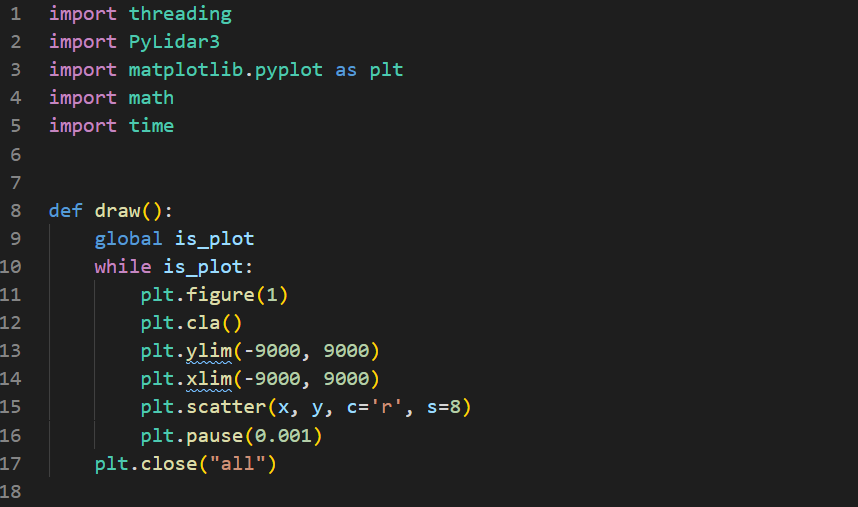 1 import threading
2 import PyLidar3
3 import matplotlib.pyplot as plt
4 import math
5 import time
6
7
8 def draw():
9     global is_plot
10     while is_plot:
11         plt.figure(1)
12         plt.cla()
13         plt.ylim(-9000, 9000)
14         plt.xlim(-9000, 9000)
15         plt.scatter(x, y, c='r', s=8)
16         plt.pause(0.001)
17     plt.close("all")
18